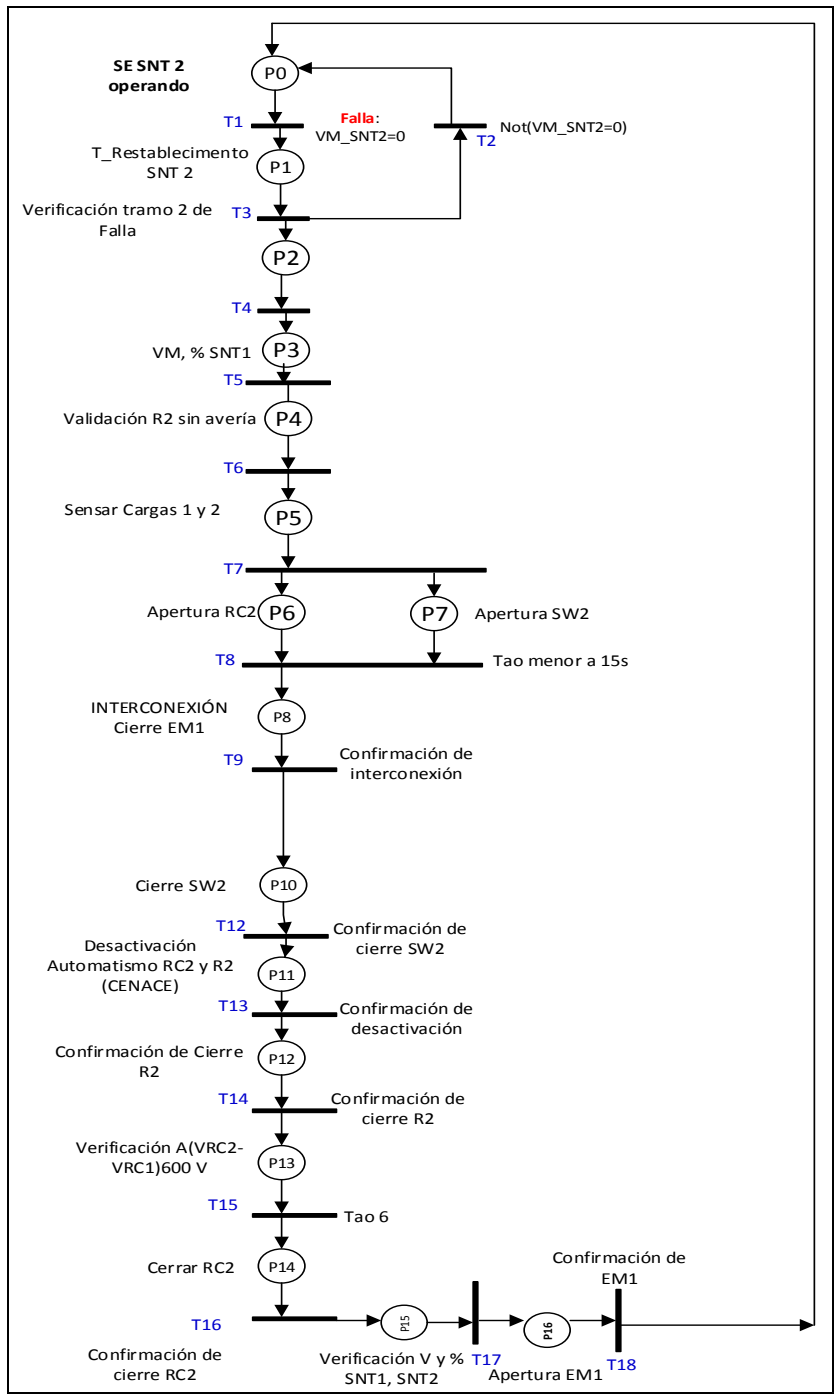 SE SNT 2
operando
P0
T1
Falla:
VM_SNT2=0
T2
Not(VM_SNT2=0)
T_Restablecimento
SNT 2
P1
Verificación tramo 2 de
Falla
T3
P2
T4
VM, % SNT1
P3
T5
Validación R2 sin avería
P4
T6
Sensar Cargas 1 y 2
P5
T7
Apertura RC2
P6
P7
Apertura SW2
T8
Tao menor a 15s
INTERCONEXIÓN
Cierre EM1
P8
T9
Confirmación de
interconexión
Cierre SW2
P10
T12
Confirmación de
cierre SW2
Desactivación
Automatismo RC2 y R2
(CENACE)
P11
T13
Confirmación de
desactivación
Confirmación de Cierre
R2
P12
T14
Confirmación de
cierre R2
Verificación A(VRC2-
VRC1)600 V
P13
T15
Tao 6
Cerrar RC2
P14
T16
Confirmación de
cierre RC2
P15
Verificación V y %
SNT1, SNT2
T17
P16
Apertura EM1
Confirmación de
EM1
T18